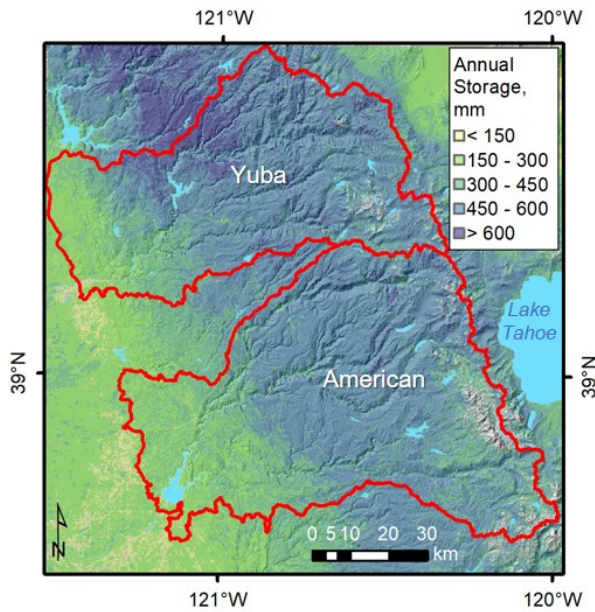 121°W
120°W
Annual
Storage,
mm
< 150
150 - 300
300 - 450
450 - 600
> 600
Yuba
Lake
Tahoe
39°N
39°N
American
0 5 10 20 30
km
N
121°W
120°W